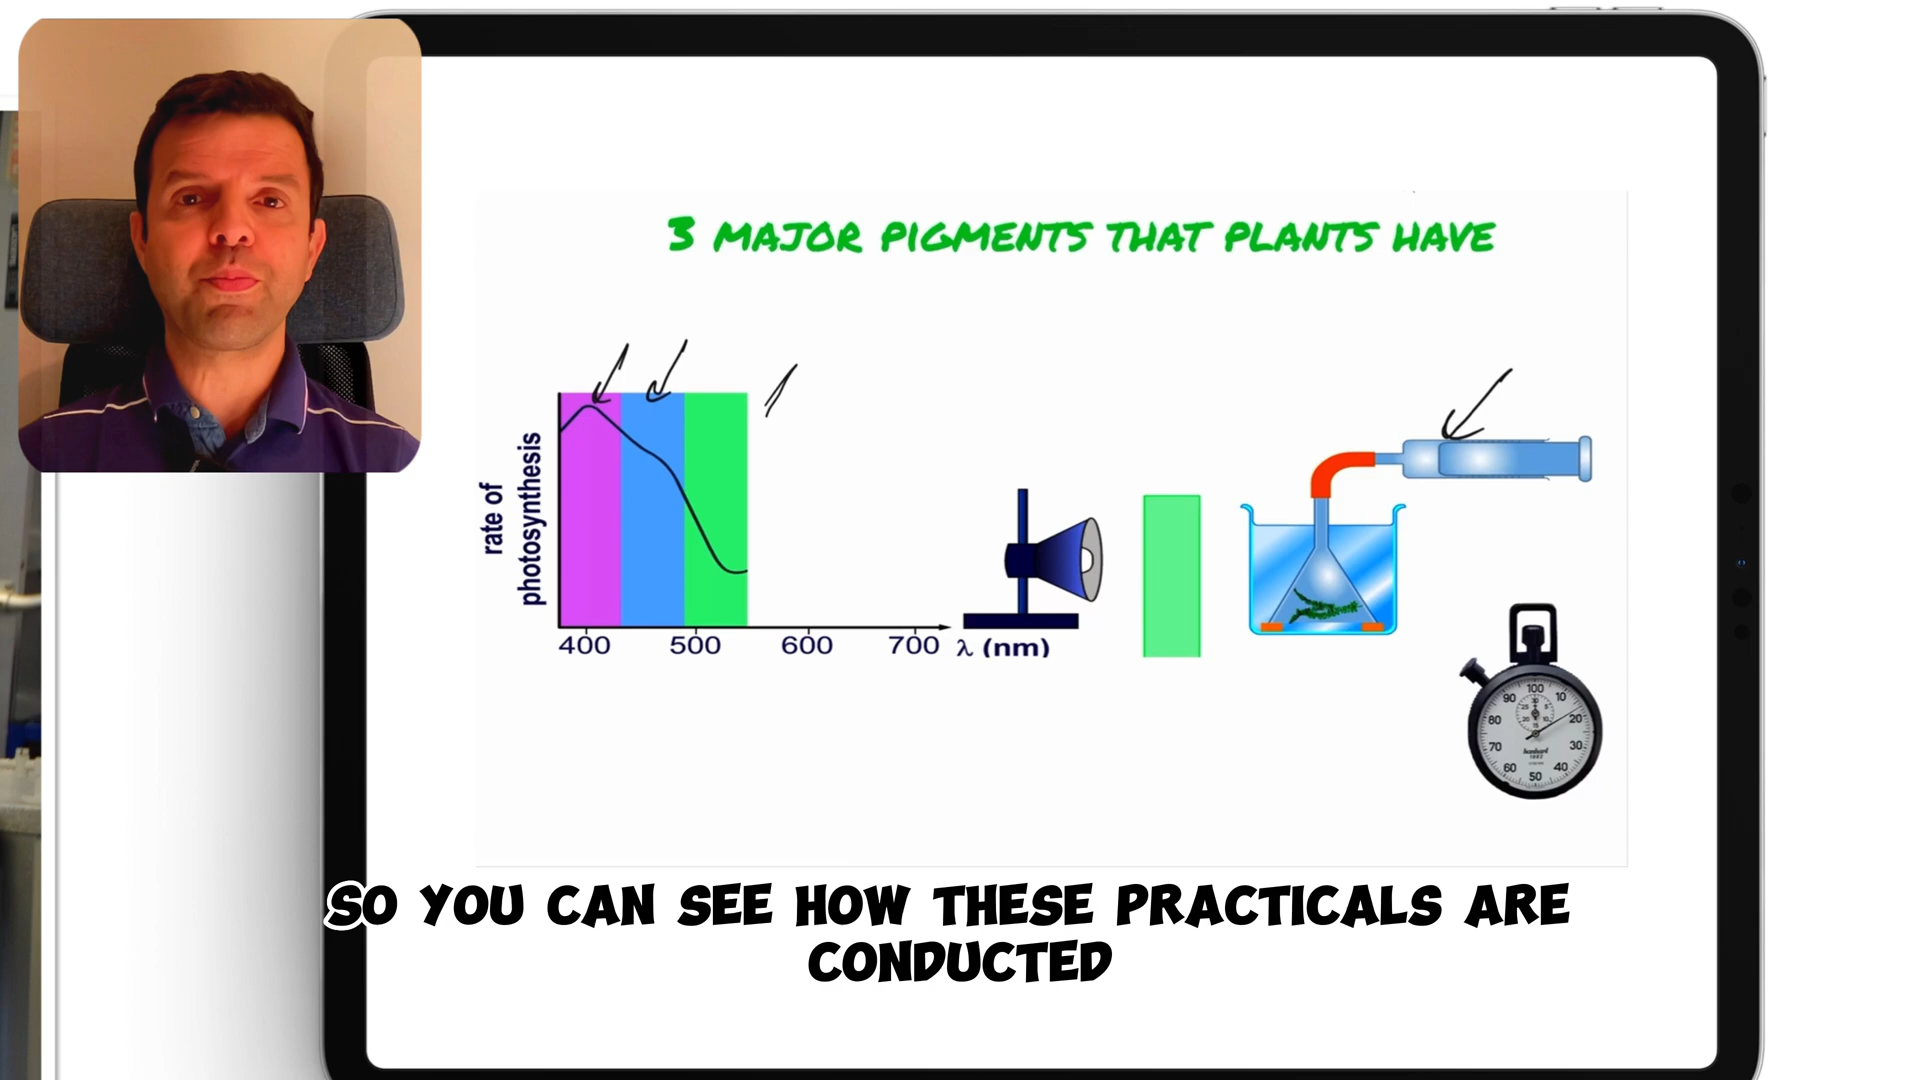 3 MAJOR PIGMENTS THAT PLANTS HAVE
rate of
photosynthesis
400 500 600 700 λ (nm)
100
90 10
80 20
70 30
60 40
50
hanhart
SO YOU CAN SEE HOW THESE PRACTICALS ARE
CONDUCTED